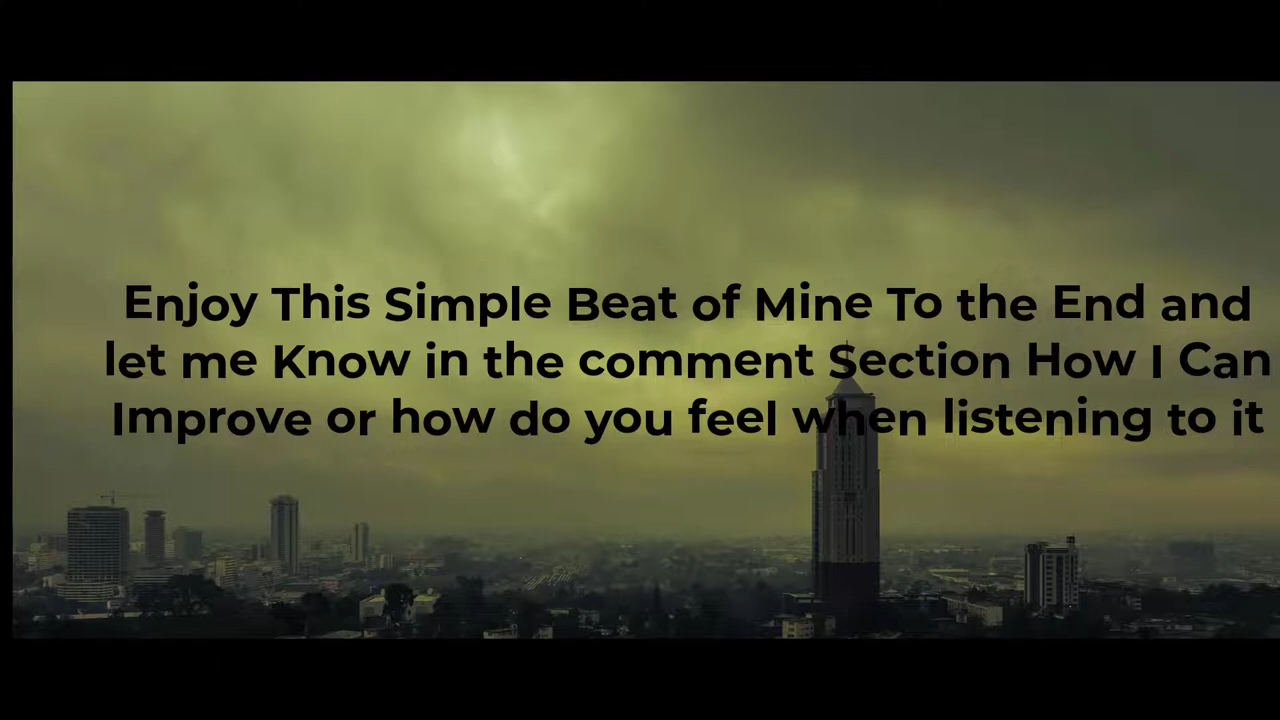 Enjoy This Simple Beat of Mine To the End and
let me Know in the comment Section How I Can
Improve or how do you feel when listening to it